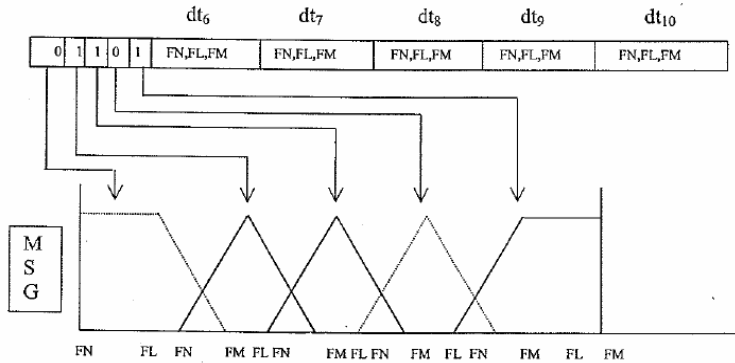 dt6 dt7 dt8 dt9 dt10
0 1 1 0 1 FN,FL,FM FN,FL,FM FN,FL,FM FN,FL,FM FN,FL,FM
M
S
G
FN FL FN FM FL FN FM FL FN FM FL FN FM FL FM